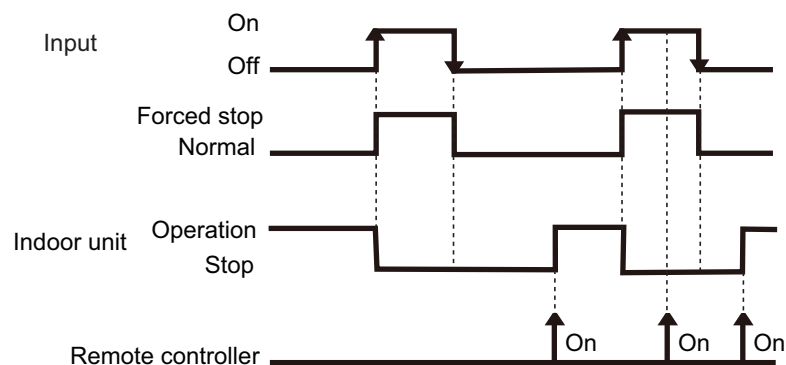 On
Input
Off
Forced stop
Normal
Operation
Indoor unit
Stop
On On On
Remote controller